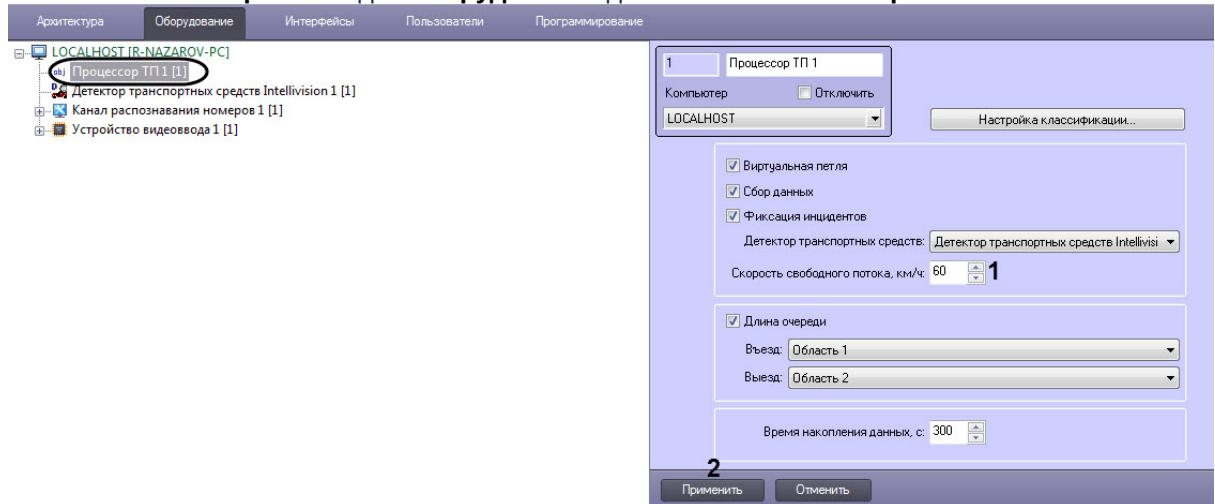 Архитектура Оборудование Интерфейсы Пользователи Программирование
LOCALHOST [R-NAZAROV-PC]
obj Процессор ТП 1 [1]
Детектор транспортных средств Intellivision 1 [1]
Канал распознавания номеров 1 [1]
Устройство видеоввода 1 [1]
1 Процессор ТП 1
Компьютер Отключить
LOCALHOST
Настройка классификации...
Виртуальная петля
Сбор данных
Фиксация инцидентов
Детектор транспортных средств: Детектор транспортных средств Intellivisi
Скорость свободного потока, км/ч: 60 1
Длина очереди
Въезд: Область 1
Выезд: Область 2
Время накопления данных, с: 300
2
Применить Отменить